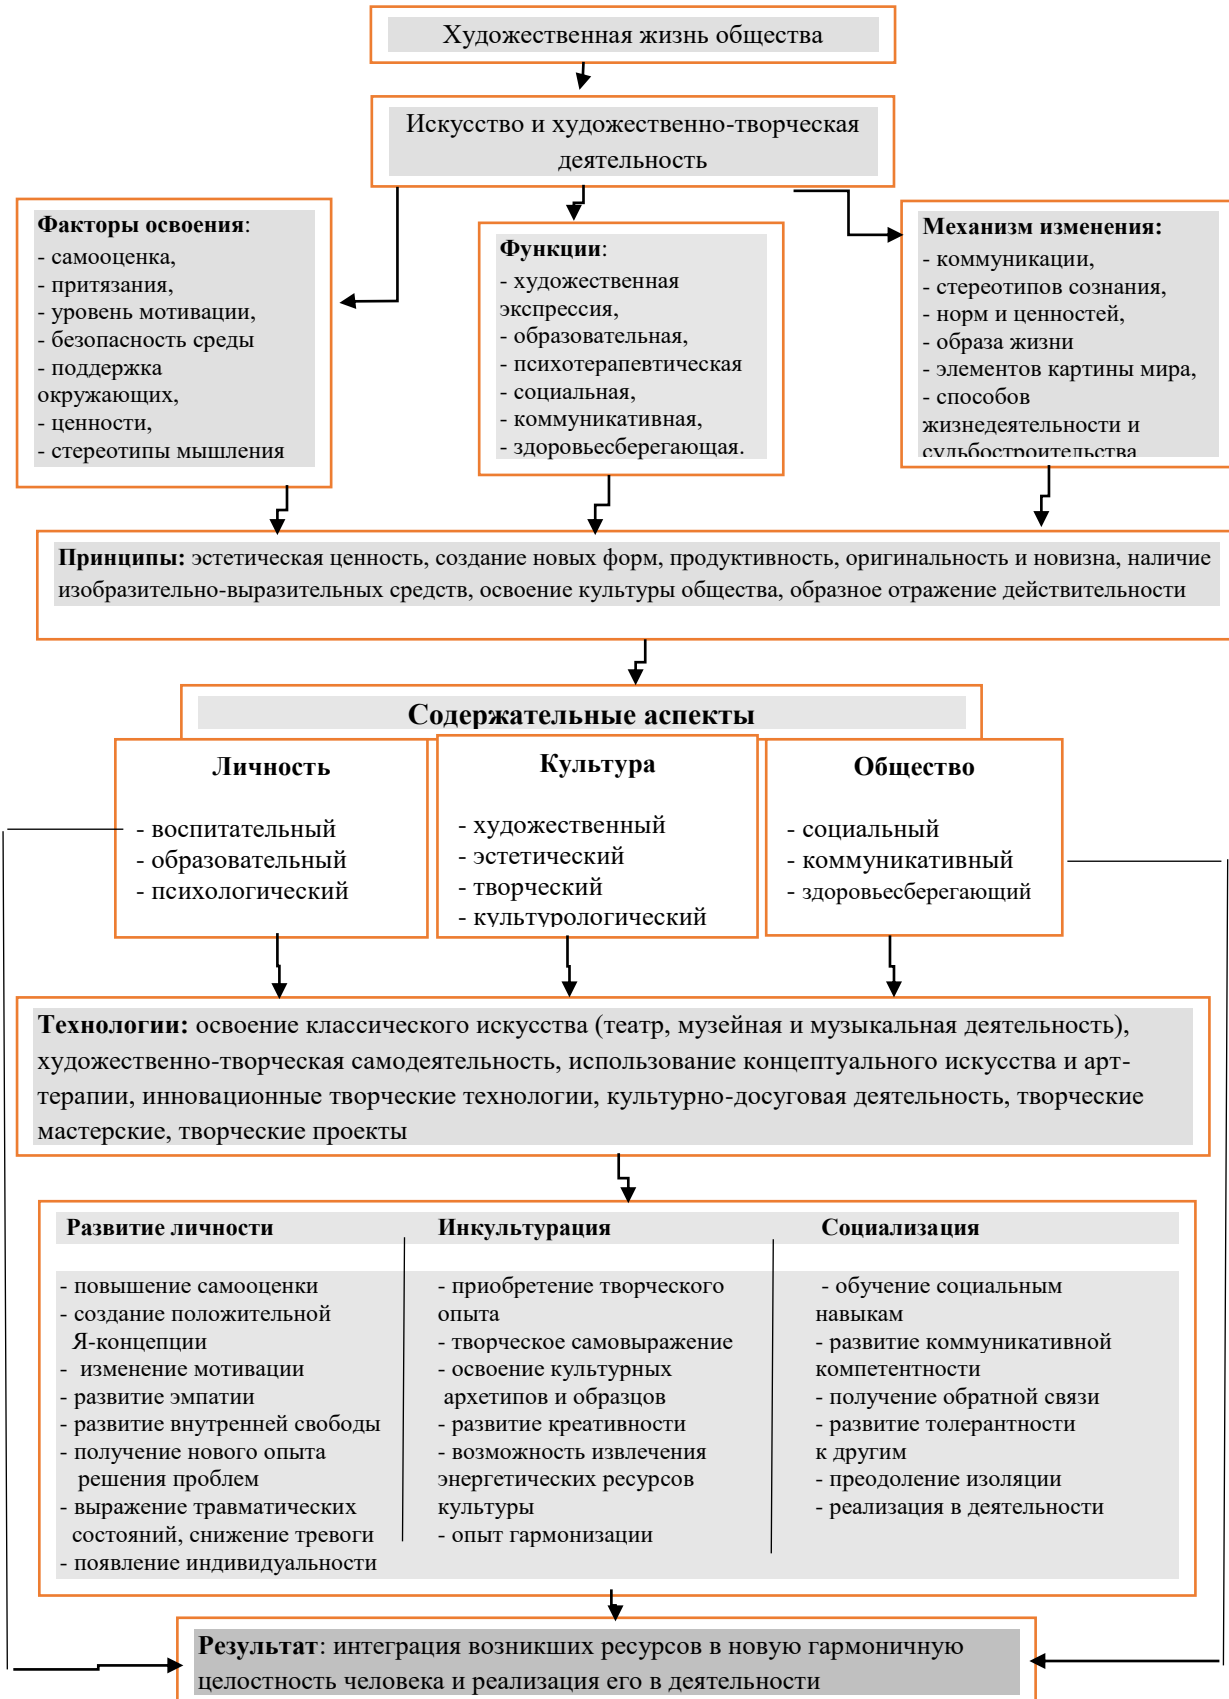 Художественная жизнь общества
Искусство и художественно-творческая
деятельность
Факторы освоения:
- самооценка,
- притязания,
- уровень мотивации,
- безопасность среды
- поддержка
окружающих,
- ценности,
- стереотипы мышления
Функции:
- художественная
экспрессия,
- образовательная,
- психотерапевтическая
- социальная,
- коммуникативная,
- здоровьесберегающая.
Механизм изменения:
- коммуникации,
- стереотипов сознания,
- норм и ценностей,
- образа жизни
- элементов картины мира,
- способов
жизнедеятельности и
судьбостроительства
Принципы: эстетическая ценность, создание новых форм, продуктивность, оригинальность и новизна, наличие
изобразительно-выразительных средств, освоение культуры общества, образное отражение действительности
Содержательные аспекты
Личность
- воспитательный
- образовательный
- психологический
Культура
- художественный
- эстетический
- творческий
- культурологический
Общество
- социальный
- коммуникативный
- здоровьесберегающий
Технологии: освоение классического искусства (театр, музейная и музыкальная деятельность),
художественно-творческая самодеятельность, использование концептуального искусства и арт-
терапии, инновационные творческие технологии, культурно-досуговая деятельность, творческие
мастерские, творческие проекты
Развитие личности
- повышение самооценки
- создание положительной
Я-концепции
- изменение мотивации
- развитие эмпатии
- развитие внутренней свободы
- получение нового опыта
решения проблем
- выражение травматических
состояний, снижение тревоги
- появление индивидуальности
Инкультурация
- приобретение творческого
опыта
- творческое самовыражение
- освоение культурных
архетипов и образцов
- развитие креативности
- возможность извлечения
энергетических ресурсов
культуры
- опыт гармонизации
Социализация
- обучение социальным
навыкам
- развитие коммуникативной
компетентности
- получение обратной связи
- развитие толерантности
к другим
- преодоление изоляции
- реализация в деятельности
Результат: интеграция возникших ресурсов в новую гармоничную
целостность человека и реализация его в деятельности